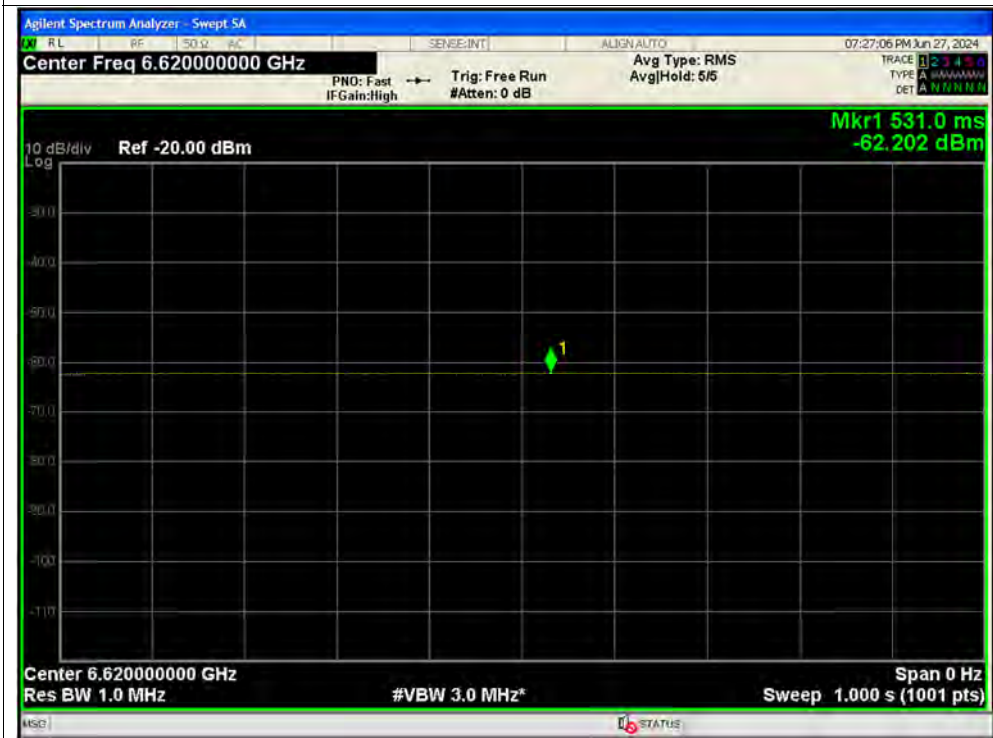 Agilent Spectrum Analyzer - Swept SA
RL RF 50 Ω AC SENSE:INT ALIGN AUTO 07:27:06 PM Jun 27, 2024
Center Freq 6.620000000 GHz
PNO: Fast
IFGain:High
Trig: Free Run
#Atten: 0 dB
Avg Type: RMS
Avg|Hold: 5/5
TRACE 1 2 3 4 5 6
TYPE A WWWWW
DET A N N N N N
Mkr1 531.0 ms
-62.202 dBm
10 dB/div Ref -20.00 dBm
Log
-30.0
-40.0
-50.0
1
-60.0
-70.0
-80.0
-90.0
-100
-110
Center 6.620000000 GHz Span 0 Hz
Res BW 1.0 MHz #VBW 3.0 MHz* Sweep 1.000 s (1001 pts)
MSG STATUS